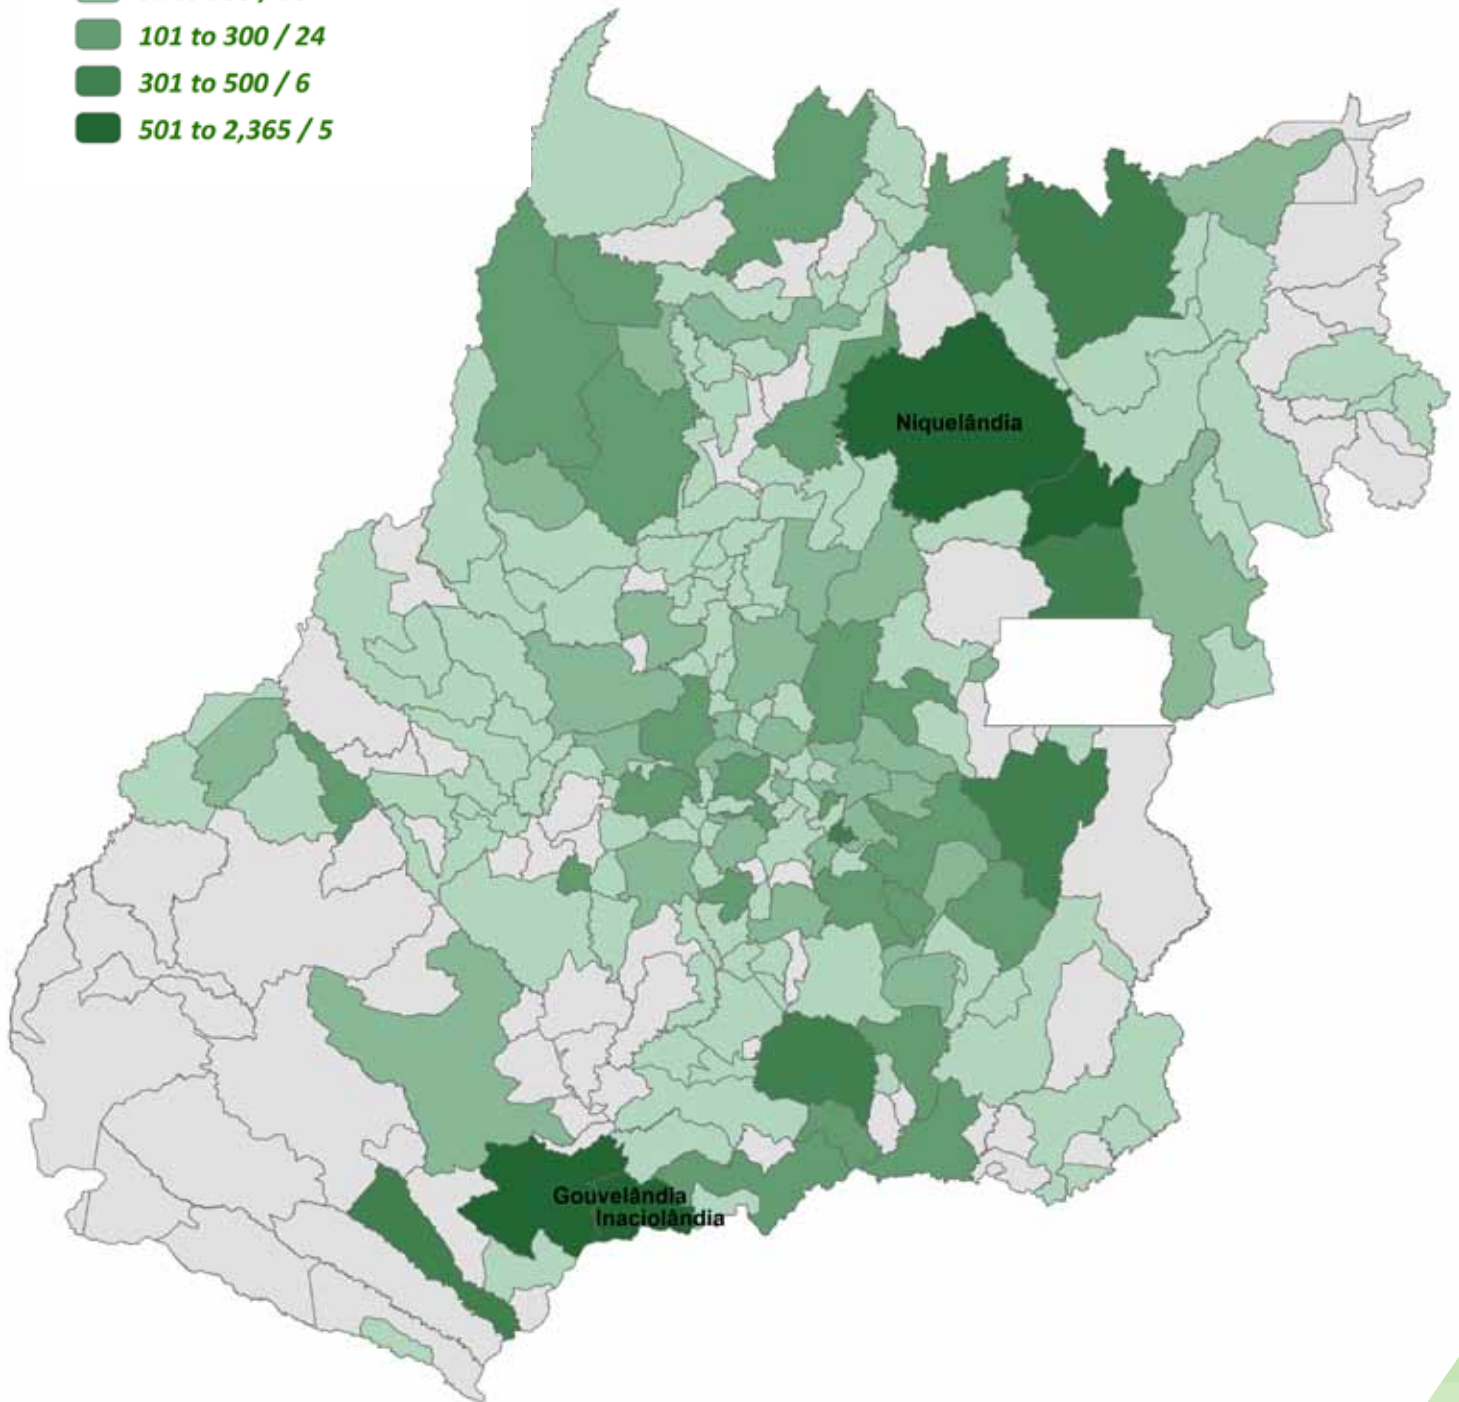 101 to 300 / 24
301 to 500 / 6
501 to 2,365 / 5
Niquelândia
Gouvelândia
Inaciolândia